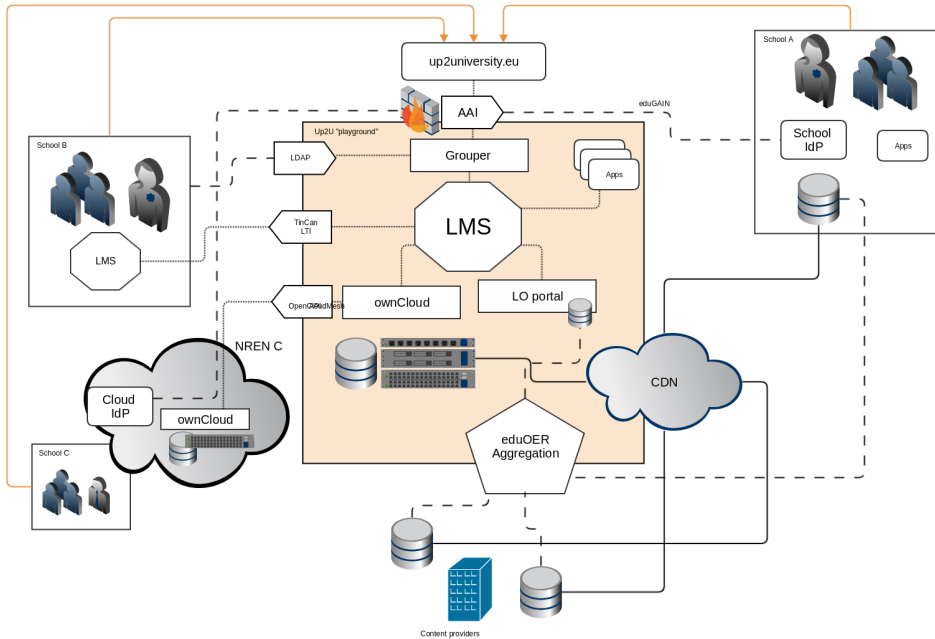 up2university.eu
School A
AAI
eduGAIN
School
IdP
Apps
Up2U "playground"
School B
LDAP
Grouper
Apps
TinCan
LTI
LMS
LMS
ownCloud
LO portal
NREN C
CDN
Cloud
IdP
ownCloud
School C
eduOER
Aggregation
Content providers